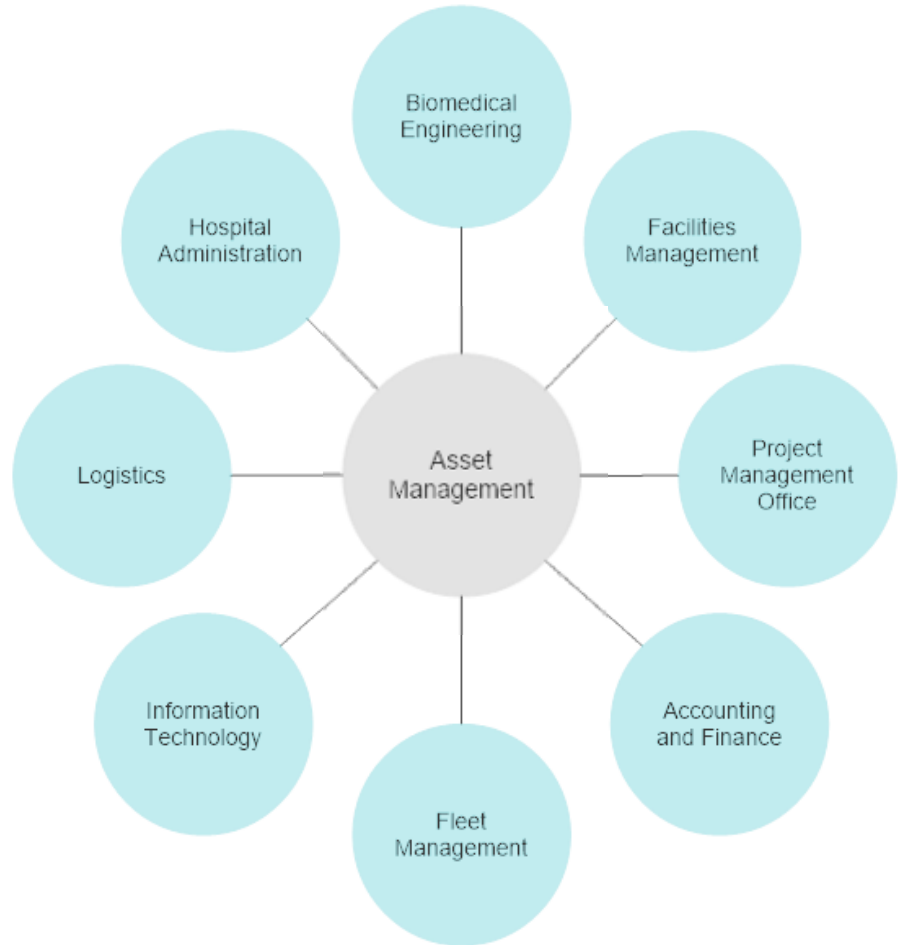 Biomedical
Engineering
Hospital
Administration
Facilities
Management
Logistics
Asset
Management
Project
Management
Office
Information
Technology
Accounting
and Finance
Fleet
Management